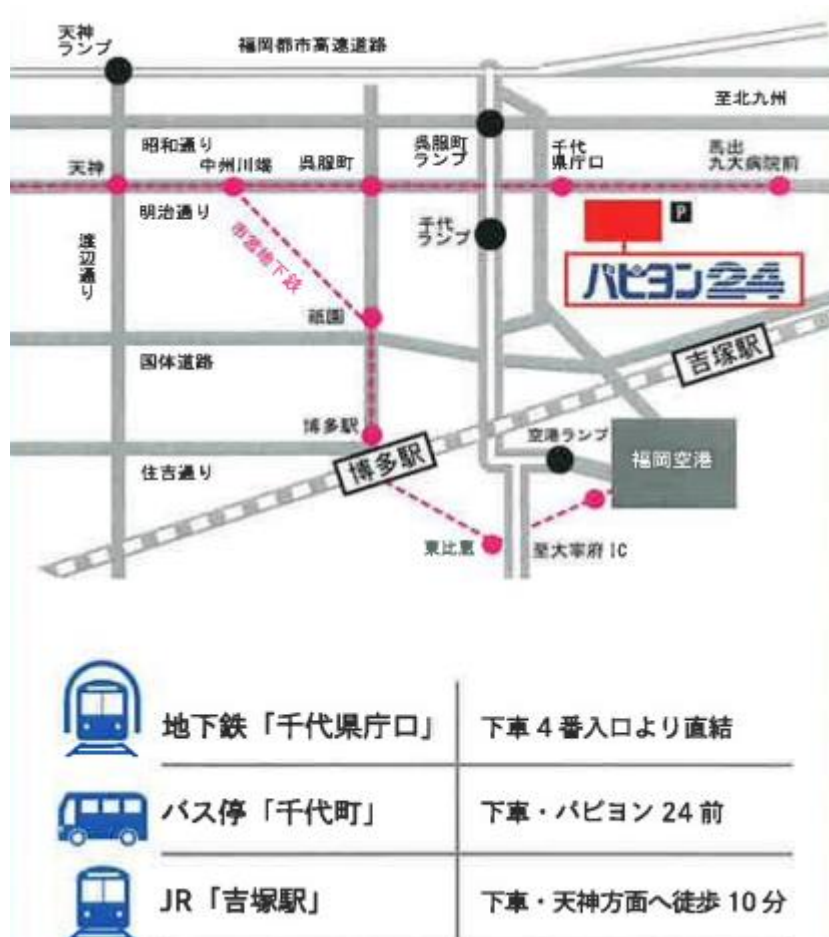 天神
ランプ
福岡都市高速道路
至北九州
昭和通り
呉服町
ランプ
千代
県庁口
馬出
九大病院前
天神
中州川端
呉服町
明治通り
千代
ランプ
P
渡辺通り
市営地下鉄
パピヨン24
祇園
国体道路
吉塚駅
博多駅
博多駅
空港ランプ
福岡空港
住吉通り
東比恵
至大宰府IC
地下鉄「千代県庁口」 下車4番入口より直結
バス停「千代町」 下車・パピヨン24前
JR「吉塚駅」 下車・天神方面へ徒歩10分